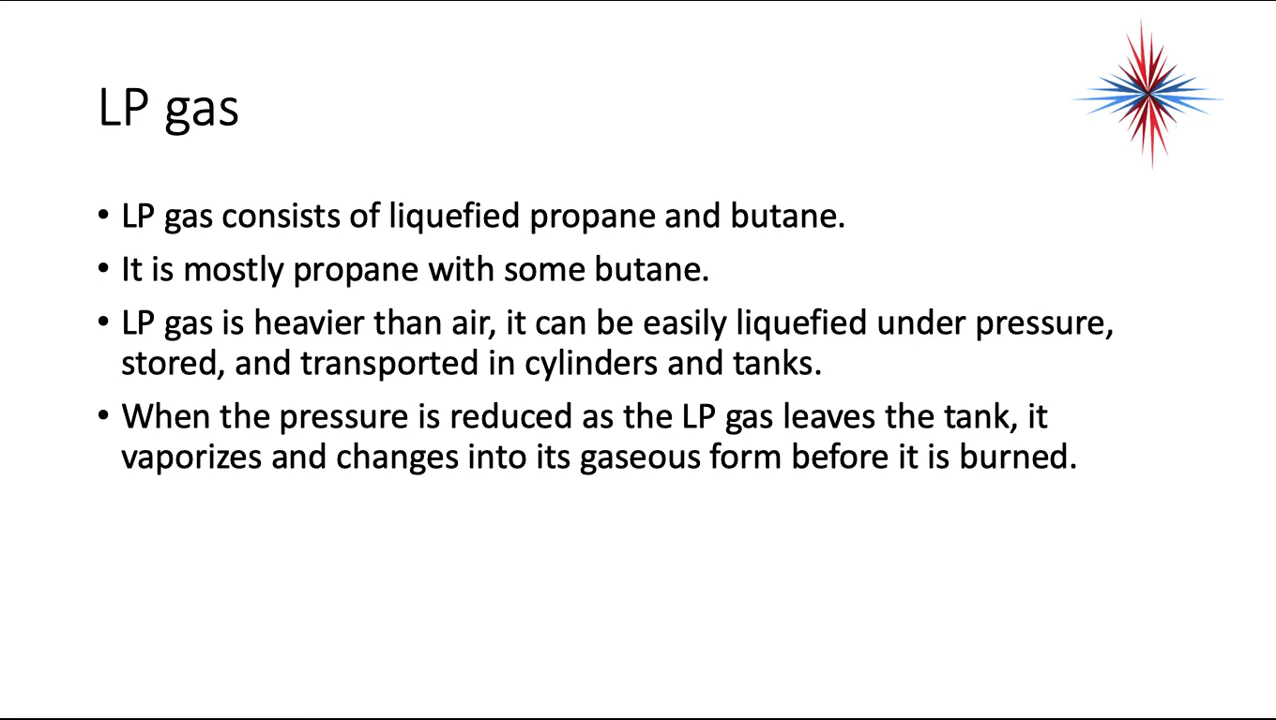 LP gas
• LP gas consists of liquefied propane and butane.
• It is mostly propane with some butane.
• LP gas is heavier than air, it can be easily liquefied under pressure,
stored, and transported in cylinders and tanks.
• When the pressure is reduced as the LP gas leaves the tank, it
vaporizes and changes into its gaseous form before it is burned.